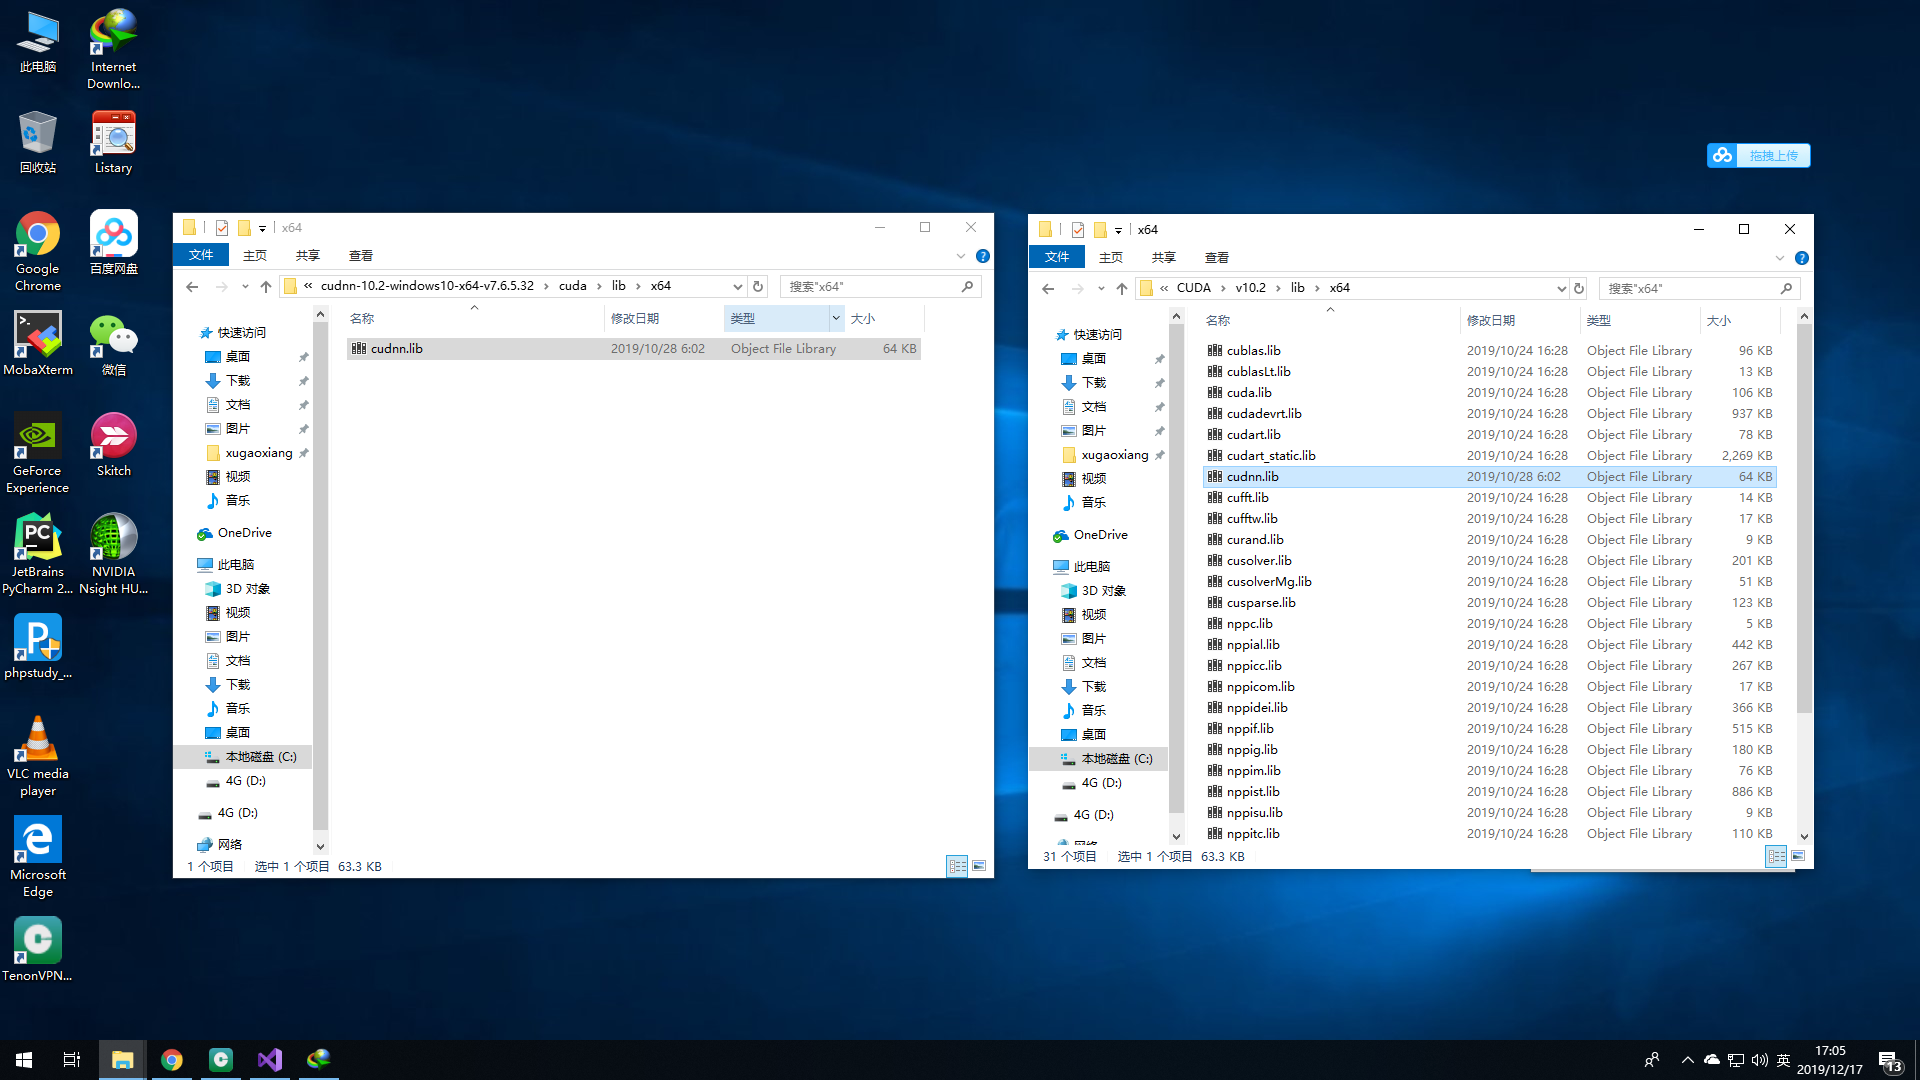 此电脑
Internet
Downlo...
回收站
Listary
Google
Chrome
百度网盘
MobaXterm
微信
GeForce
Experience
Skitch
JetBrains
PyCharm 2...
NVIDIA
Nsight HU...
phpstudy_...
VLC media
player
Microsoft
Edge
TenonVPN...
拖拽上传
x64
文件 主页 共享 查看
« cudnn-10.2-windows10-x64-v7.6.5.32 › cuda › lib › x64
搜索"x64"
名称 修改日期 类型 大小
cudnn.lib 2019/10/28 6:02 Object File Library 64 KB
快速访问
桌面
下载
文档
图片
xugaoxiang
视频
音乐
OneDrive
此电脑
3D 对象
视频
图片
文档
下载
音乐
桌面
本地磁盘 (C:)
4G (D:)
4G (D:)
网络
1 个项目 选中 1 个项目 63.3 KB
x64
文件 主页 共享 查看
« CUDA › v10.2 › lib › x64
搜索"x64"
快速访问
桌面
下载
文档
图片
xugaoxiang
视频
音乐
OneDrive
此电脑
3D 对象
视频
图片
文档
下载
音乐
桌面
本地磁盘 (C:)
4G (D:)
4G (D:)
网络
名称 修改日期 类型 大小
cublas.lib 2019/10/24 16:28 Object File Library 96 KB
cublasLt.lib 2019/10/24 16:28 Object File Library 13 KB
cuda.lib 2019/10/24 16:28 Object File Library 106 KB
cudadevrt.lib 2019/10/24 16:28 Object File Library 937 KB
cudart.lib 2019/10/24 16:28 Object File Library 78 KB
cudart_static.lib 2019/10/24 16:28 Object File Library 2,269 KB
cudnn.lib 2019/10/28 6:02 Object File Library 64 KB
cufft.lib 2019/10/24 16:28 Object File Library 14 KB
cufftw.lib 2019/10/24 16:28 Object File Library 17 KB
curand.lib 2019/10/24 16:28 Object File Library 9 KB
cusolver.lib 2019/10/24 16:28 Object File Library 201 KB
cusolverMg.lib 2019/10/24 16:28 Object File Library 51 KB
cusparse.lib 2019/10/24 16:28 Object File Library 123 KB
nppc.lib 2019/10/24 16:28 Object File Library 5 KB
nppial.lib 2019/10/24 16:28 Object File Library 442 KB
nppicc.lib 2019/10/24 16:28 Object File Library 267 KB
nppicom.lib 2019/10/24 16:28 Object File Library 17 KB
nppidei.lib 2019/10/24 16:28 Object File Library 366 KB
nppif.lib 2019/10/24 16:28 Object File Library 515 KB
nppig.lib 2019/10/24 16:28 Object File Library 180 KB
nppim.lib 2019/10/24 16:28 Object File Library 76 KB
nppist.lib 2019/10/24 16:28 Object File Library 886 KB
nppisu.lib 2019/10/24 16:28 Object File Library 9 KB
nppitc.lib 2019/10/24 16:28 Object File Library 110 KB
31 个项目 选中 1 个项目 63.3 KB
英
17:05
2019/12/17
13